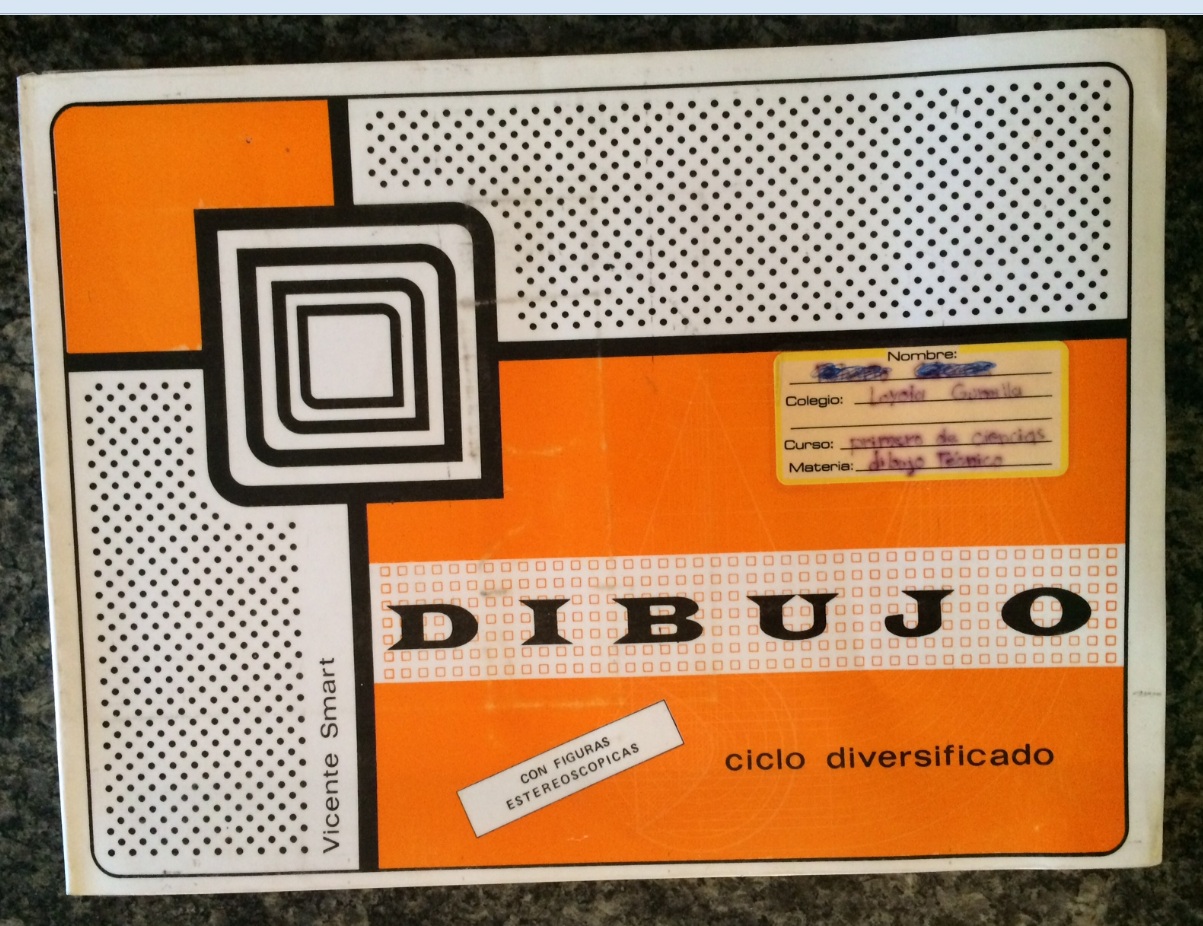 Nombre:
Colegio: Loyola Gumilla
Curso: primero de ciencias
Materia: dibujo Técnico
DIBUJO
Vicente Smart
CON FIGURAS
ESTEREOSCOPICAS
ciclo diversificado